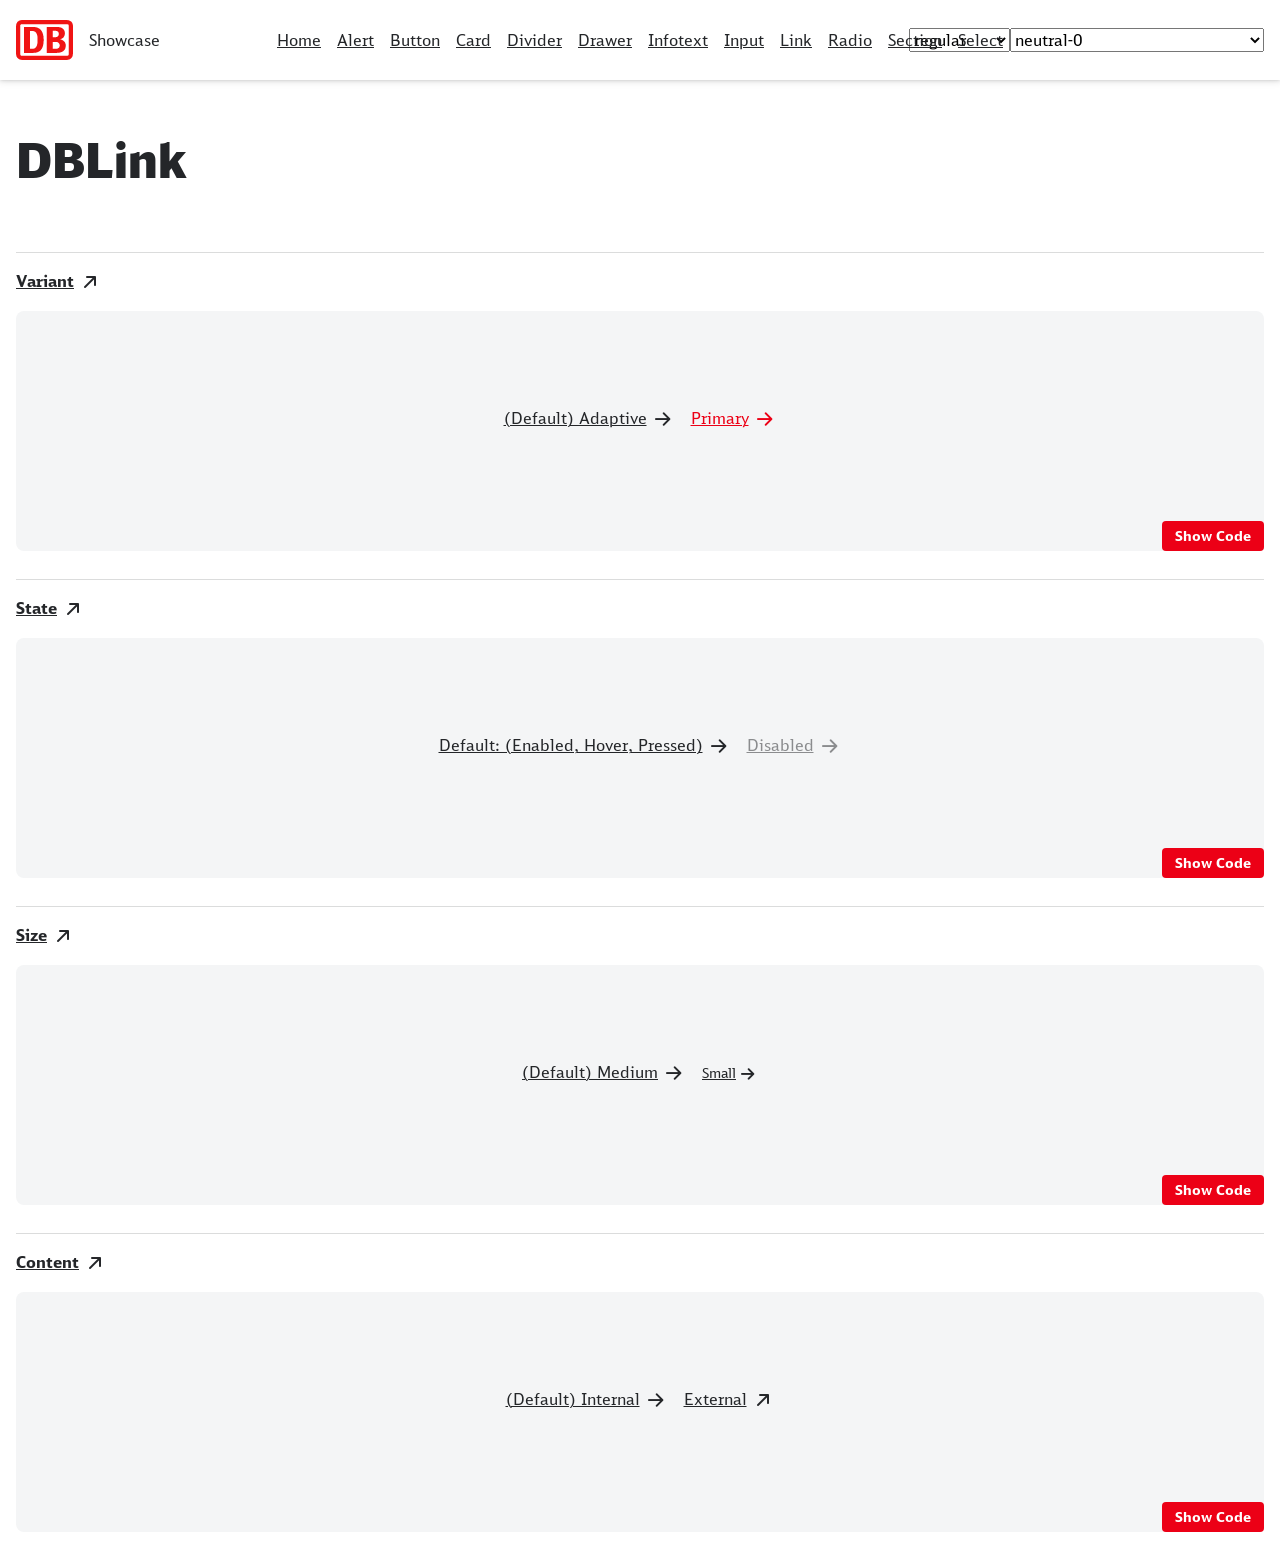 DB Showcase Home Alert Button Card Divider Drawer Infotext Input Link Radio Section Select regular neutral-0
DBLink
Variant
(Default) Adaptive Primary
Show Code
State
Default: (Enabled, Hover, Pressed) Disabled
Show Code
Size
(Default) Medium Small
Show Code
Content
(Default) Internal External
Show Code